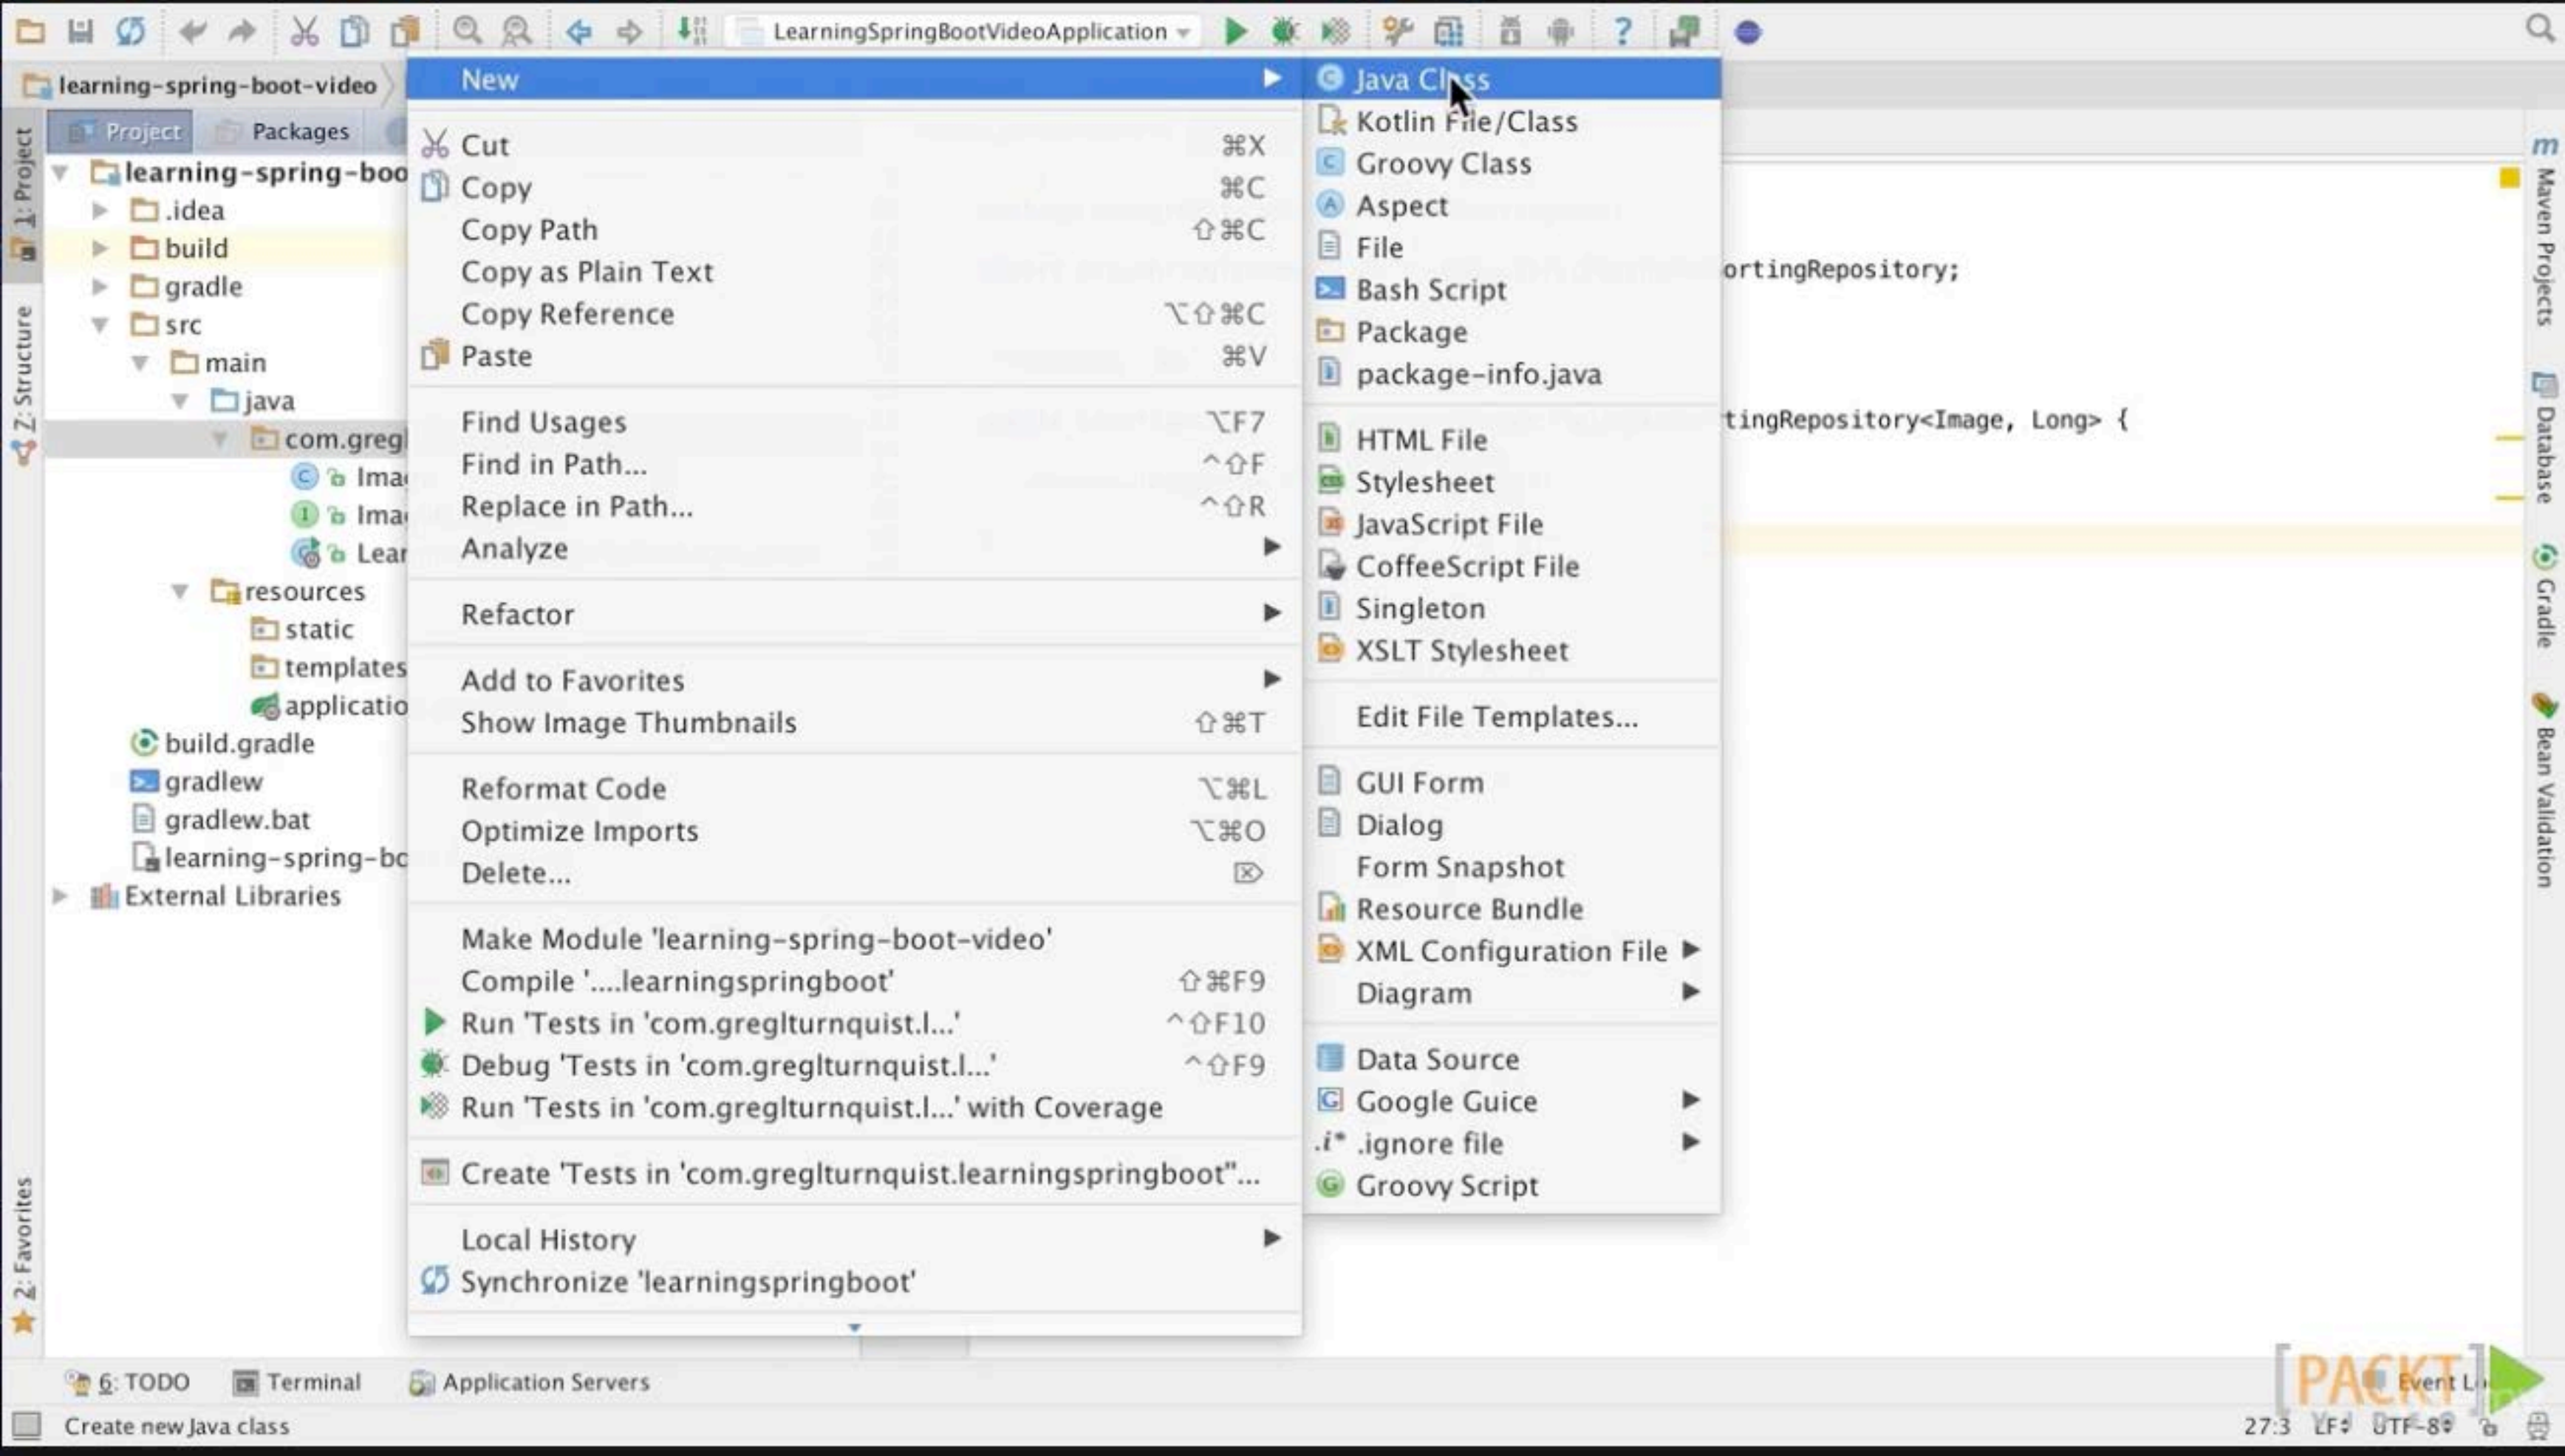 LearningSpringBootVideoApplication
?
learning-spring-boot-video
Project
Packages
1: Project
Z: Structure
2: Favorites
learning-spring-boo
.idea
build
gradle
src
main
java
com.gregl
Ima
Ima
Lear
resources
static
templates
applicatio
build.gradle
gradlew
gradlew.bat
learning-spring-bo
External Libraries
New
Cut ⌘X
Copy ⌘C
Copy Path ⇧⌘C
Copy as Plain Text
Copy Reference ⌥⇧⌘C
Paste ⌘V
Find Usages ⌥F7
Find in Path... ^⇧F
Replace in Path... ^⇧R
Analyze
Refactor
Add to Favorites
Show Image Thumbnails ⇧⌘T
Reformat Code ⌥⌘L
Optimize Imports ⌥⌘O
Delete... ⌦
Make Module 'learning-spring-boot-video'
Compile '....learningspringboot' ⇧⌘F9
Run 'Tests in 'com.greglturnquist.l...' ^⇧F10
Debug 'Tests in 'com.greglturnquist.l...' ^⇧F9
Run 'Tests in 'com.greglturnquist.l...' with Coverage
Create 'Tests in 'com.greglturnquist.learningspringboot''...
Local History
Synchronize 'learningspringboot'
Java Class
Kotlin File/Class
Groovy Class
Aspect
File
Bash Script
Package
package-info.java
HTML File
Stylesheet
JavaScript File
CoffeeScript File
Singleton
XSLT Stylesheet
Edit File Templates...
GUI Form
Dialog
Form Snapshot
Resource Bundle
XML Configuration File
Diagram
Data Source
Google Guice
.i* .ignore file
Groovy Script
ortingRepository;
tingRepository<Image, Long> {
m Maven Projects
Database
Gradle
Bean Validation
6: TODO
Terminal
Application Servers
[PACKT]
Event Lo
VIDEO
Create new Java class
27:3 LF UTF-8